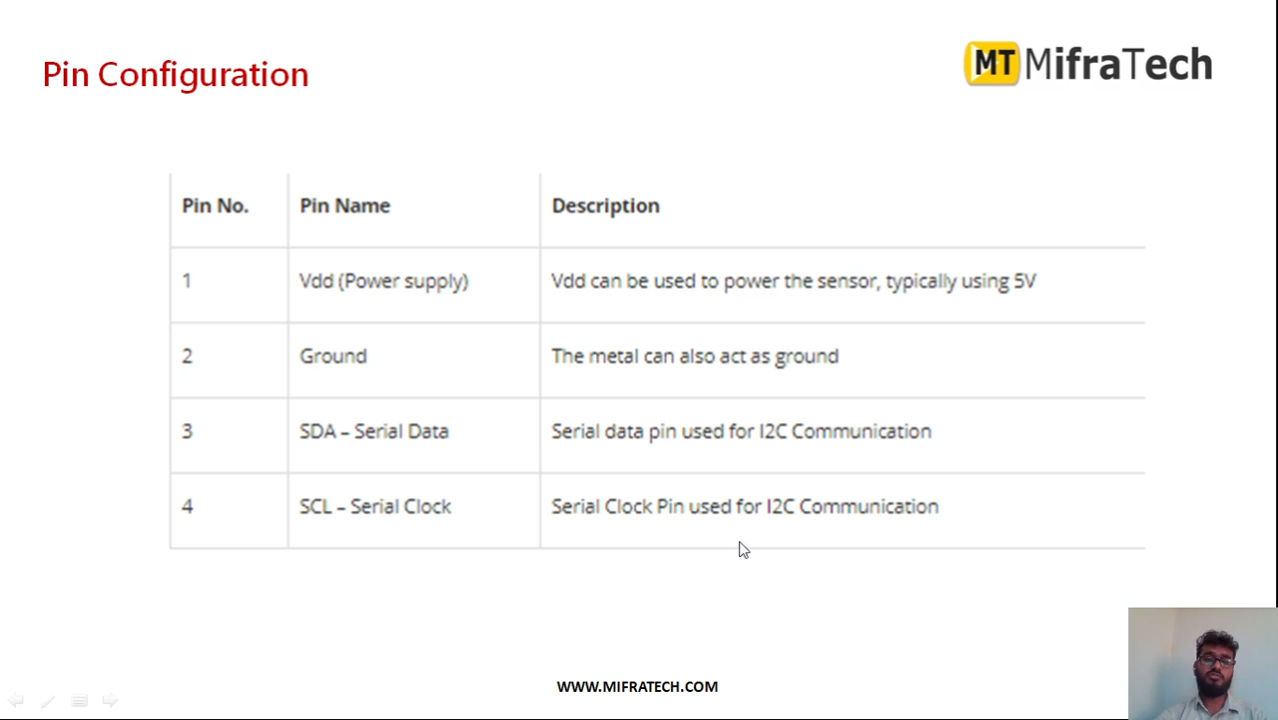 Pin Configuration
MT MifraTech
Pin No. Pin Name Description
1 Vdd (Power supply) Vdd can be used to power the sensor, typically using 5V
2 Ground The metal can also act as ground
3 SDA – Serial Data Serial data pin used for I2C Communication
4 SCL – Serial Clock Serial Clock Pin used for I2C Communication
WWW.MIFRATECH.COM